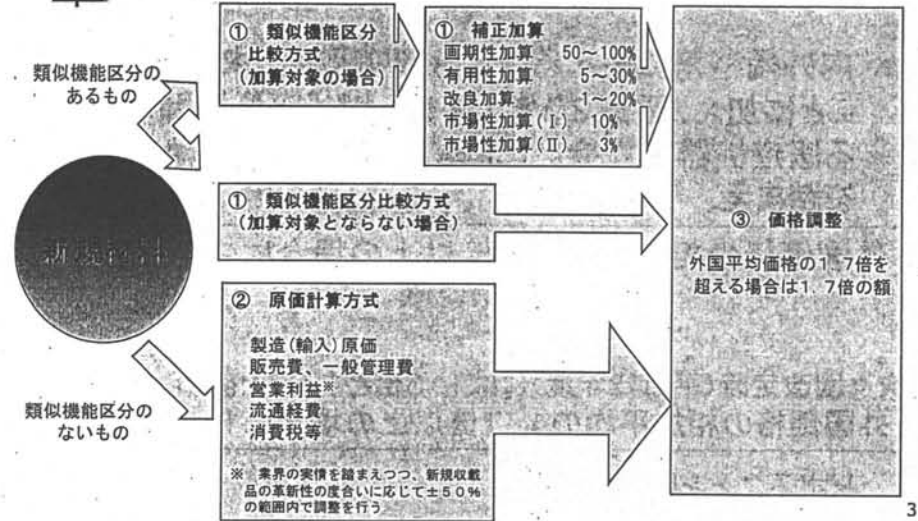 ① 類似機能区分
比較方式
(加算対象の場合)
① 補正加算
画期性加算 50～100%
有用性加算 5～30%
改良加算 1～20%
市場性加算(Ⅰ) 10%
市場性加算(Ⅱ) 3%
類似機能区分の
あるもの
① 類似機能区分比較方式
(加算対象とならない場合)
新規材料
③ 価格調整
外国平均価格の1.7倍を
超える場合は1.7倍の額
② 原価計算方式
製造(輸入)原価
販売費、一般管理費
営業利益※
流通経費
消費税等
※ 業界の実情を踏まえつつ、新規収載
品の革新性の度合いに応じて±50%
の範囲内で調整を行う
類似機能区分の
ないもの
3